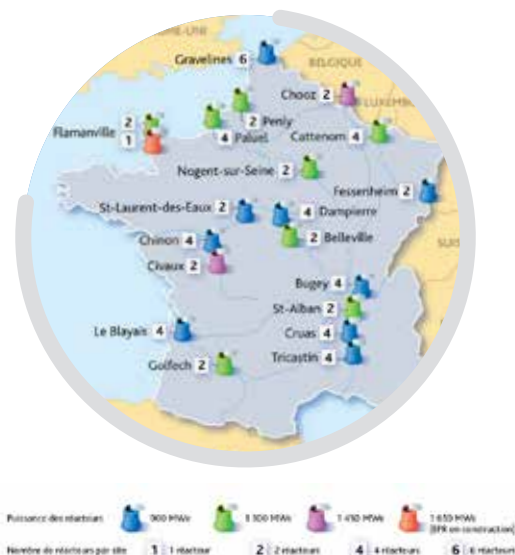 Gravelines 6
BELGIQUE
Chooz 2
LUXEMB
2 Penly
Flamanville 2
1
4 Paluel
Cattenom 4
Nogent-sur-Seine 2
Fessenheim 2
St-Laurent-des-Eaux 2
4 Dampierre
Chinon 4
2 Belleville
SUIS
Civaux 2
Bugey 4
St-Alban 2
Le Blayais 4
Cruas 4
Tricastin 4
Golfech 2
Puissance des réacteurs 900 MWe 1 300 MWe 1 450 MWe 1 650 MWe
(EPR en construction)
Nombre de réacteurs par site 1 : 1 réacteur 2 : 2 réacteurs 4 : 4 réacteurs 6 : 6 réacteurs